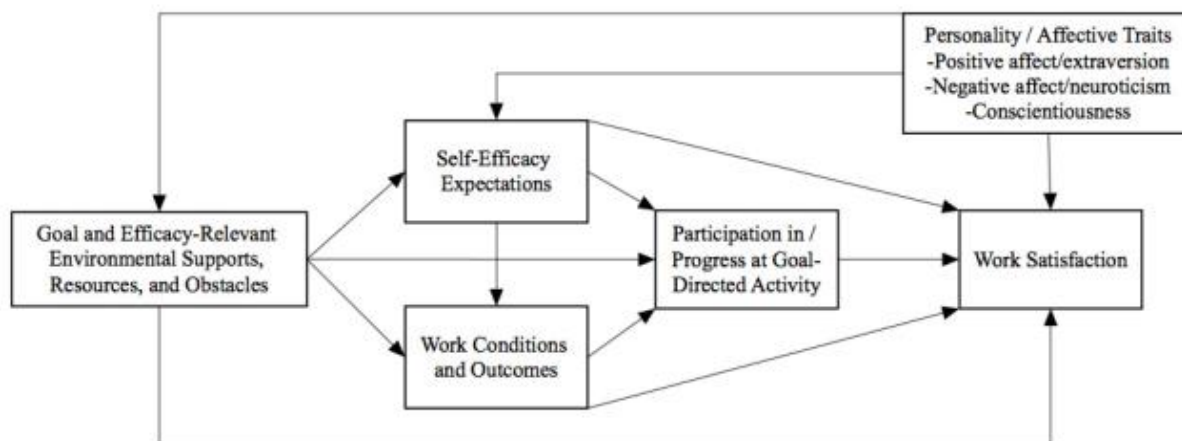 Personality / Affective Traits
-Positive affect/extraversion
-Negative affect/neuroticism
-Conscientiousness
Self-Efficacy
Expectations
Goal and Efficacy-Relevant
Environmental Supports,
Resources, and Obstacles
Participation in /
Progress at Goal-
Directed Activity
Work Satisfaction
Work Conditions
and Outcomes